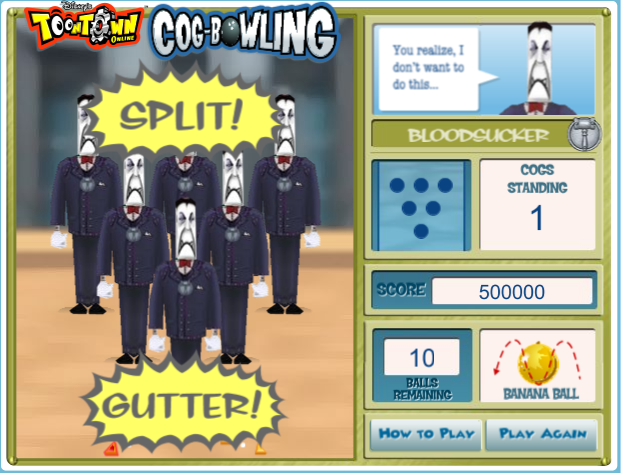 Disney's
TOONTOWN
ONLINE
COG-BOWLING
SPLIT!
GUTTER!
You realize, I
don't want to
do this...
BLOODSUCKER
COGS
STANDING
1
SCORE 500000
10
BALLS
REMAINING
BANANA BALL
HOW TO PLAY
PLAY AGAIN